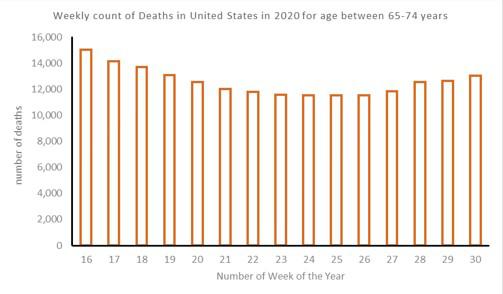 Weekly count of Deaths in United States in 2020 for age between 65-74 years
16,000
14,000
12,000
10,000
8,000
6,000
4,000
2,000
0
number of deaths
16 17 18 19 20 21 22 23 24 25 26 27 28 29 30
Number of Week of the Year